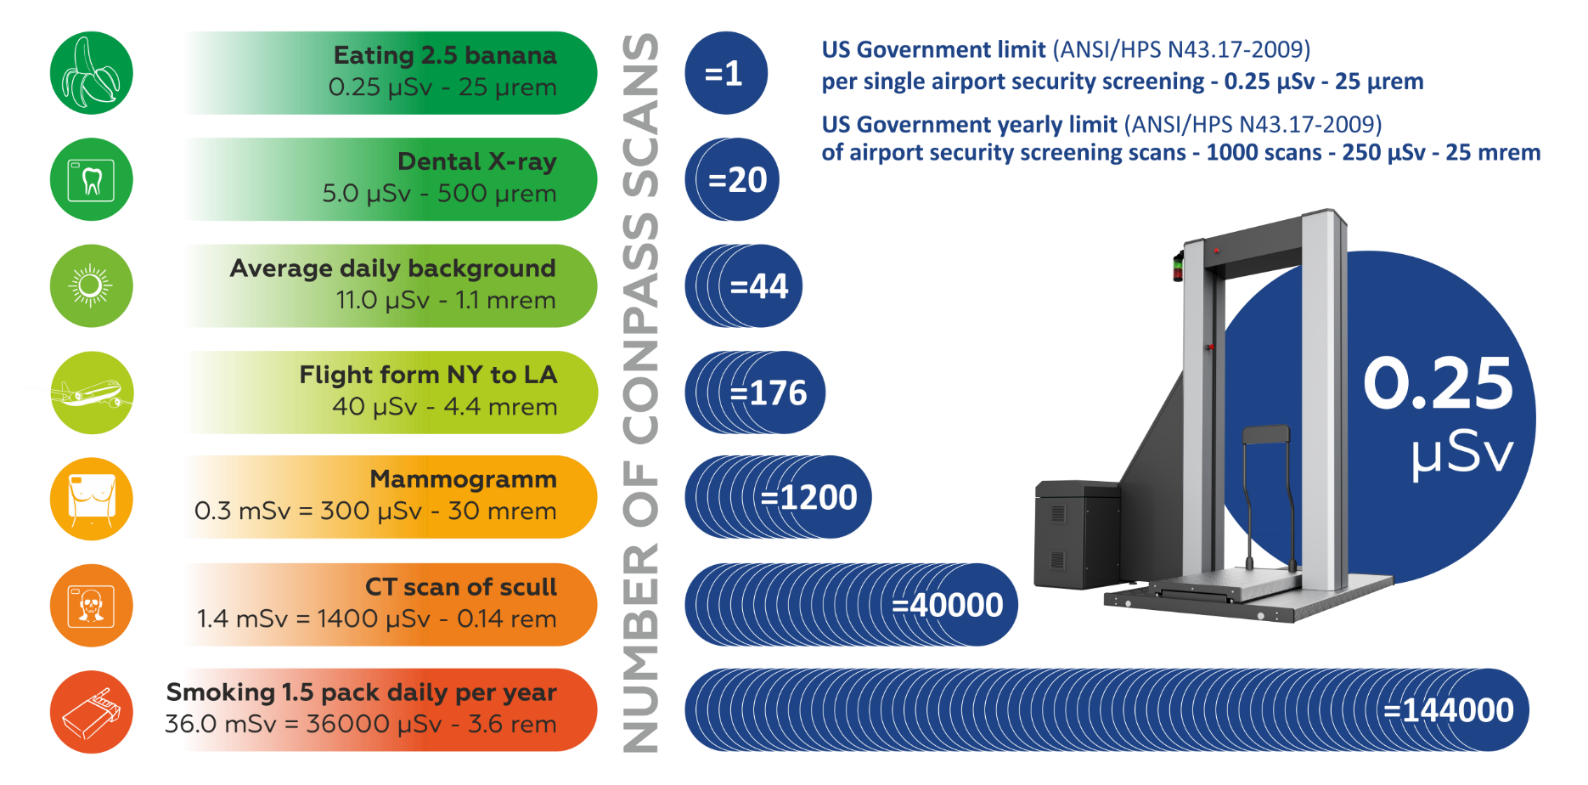 Eating 2.5 banana
0.25 µSv - 25 µrem
Dental X-ray
5.0 µSv - 500 µrem
Average daily background
11.0 µSv - 1.1 mrem
Flight form NY to LA
40 µSv - 4.4 mrem
Mammogramm
0.3 mSv = 300 µSv - 30 mrem
CT scan of scull
1.4 mSv = 1400 µSv - 0.14 rem
Smoking 1.5 pack daily per year
36.0 mSv = 36000 µSv - 3.6 rem
NUMBER OF CONPASS SCANS
=1
=20
=44
=176
=1200
=40000
=144000
US Government limit (ANSI/HPS N43.17-2009)
per single airport security screening - 0.25 µSv - 25 µrem
US Government yearly limit (ANSI/HPS N43.17-2009)
of airport security screening scans - 1000 scans - 250 µSv - 25 mrem
0.25
µSv